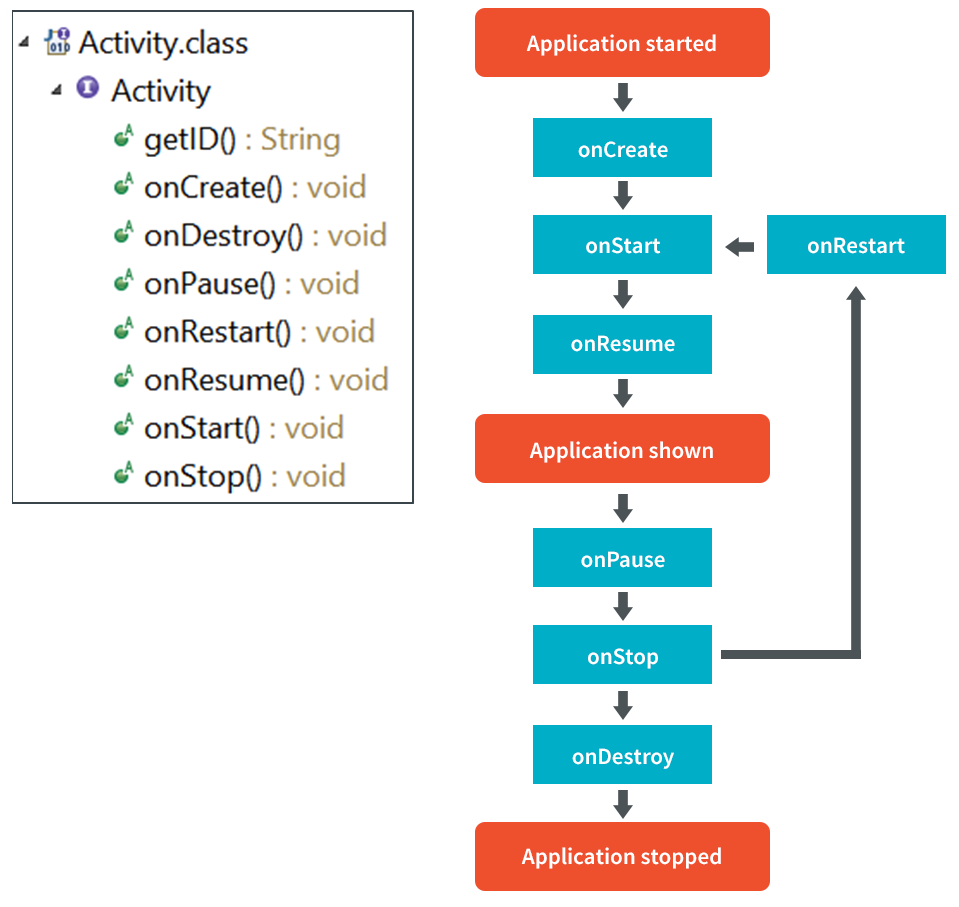 Activity.class
Activity
getID() : String
onCreate() : void
onDestroy() : void
onPause() : void
onRestart() : void
onResume() : void
onStart() : void
onStop() : void
Application started
onCreate
onStart
onRestart
onResume
Application shown
onPause
onStop
onDestroy
Application stopped